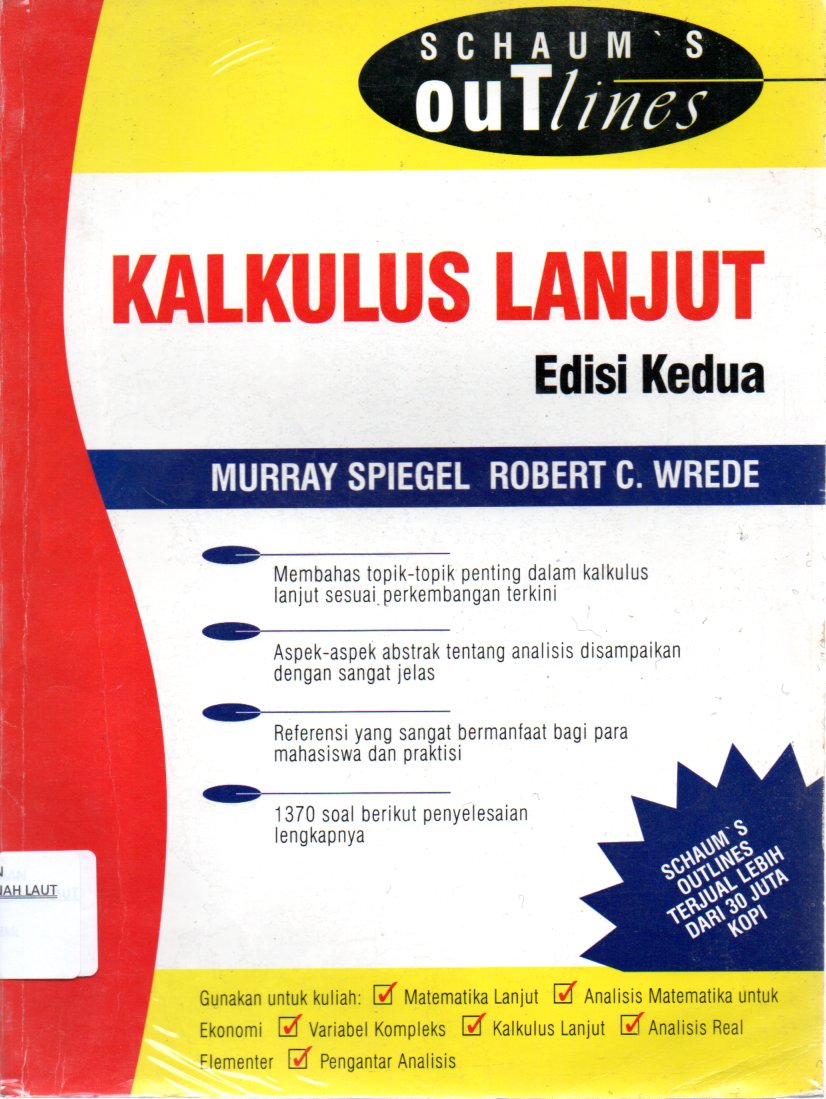 SCHAUM`S
ouTlines
KALKULUS LANJUT
Edisi Kedua
MURRAY SPIEGEL ROBERT C. WREDE
Membahas topik-topik penting dalam kalkulus
lanjut sesuai perkembangan terkini
Aspek-aspek abstrak tentang analisis disampaikan
dengan sangat jelas
Referensi yang sangat bermanfaat bagi para
mahasiswa dan praktisi
1370 soal berikut penyelesaian
lengkapnya
SCHAUM`S
OUTLINES
TERJUAL LEBIH
DARI 30 JUTA
KOPI
NAH LAUT
Gunakan untuk kuliah: Matematika Lanjut Analisis Matematika untuk
Ekonomi Variabel Kompleks Kalkulus Lanjut Analisis Real
Elementer Pengantar Analisis